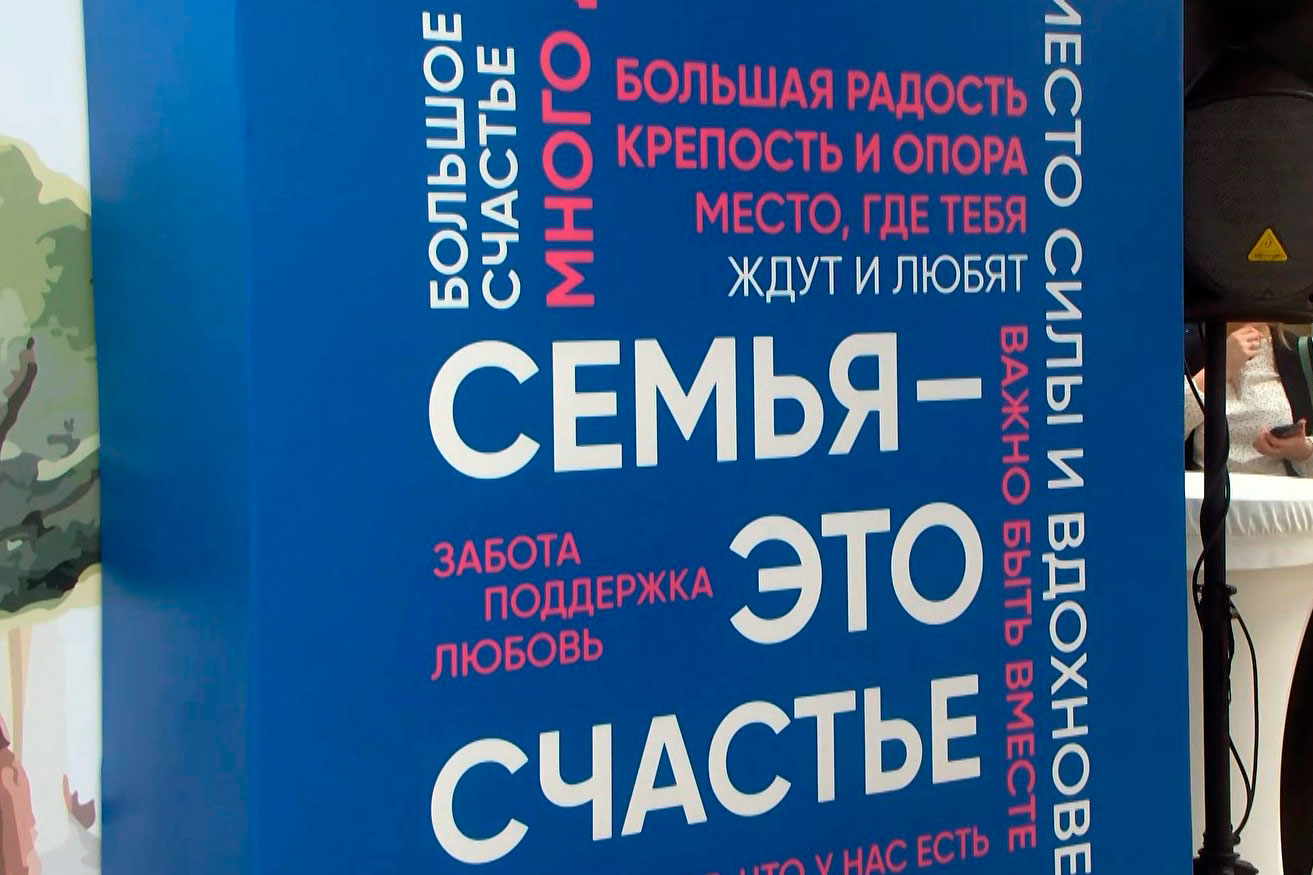 БОЛЬШОЕ
СЧАСТЬЕ
МНОГО
БОЛЬШАЯ РАДОСТЬ
КРЕПОСТЬ И ОПОРА
МЕСТО, ГДЕ ТЕБЯ
ЖДУТ И ЛЮБЯТ
СЕМЬЯ –
ЗАБОТА
ПОДДЕРЖКА
ЛЮБОВЬ
ЭТО
СЧАСТЬЕ
ВАЖНО БЫТЬ ВМЕСТЕ
МЕСТО СИЛЫ И ВДОХНОВЕ
ЧТО У НАС ЕСТЬ